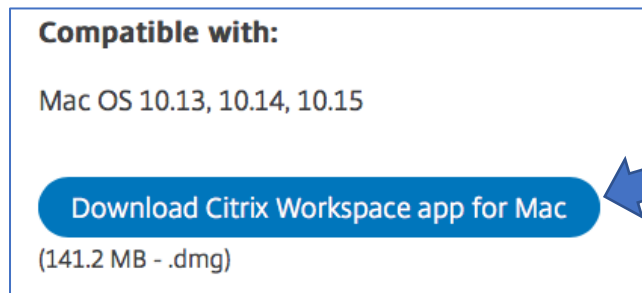 Compatible with:
Mac OS 10.13, 10.14, 10.15
Download Citrix Workspace app for Mac
(141.2 MB - .dmg)